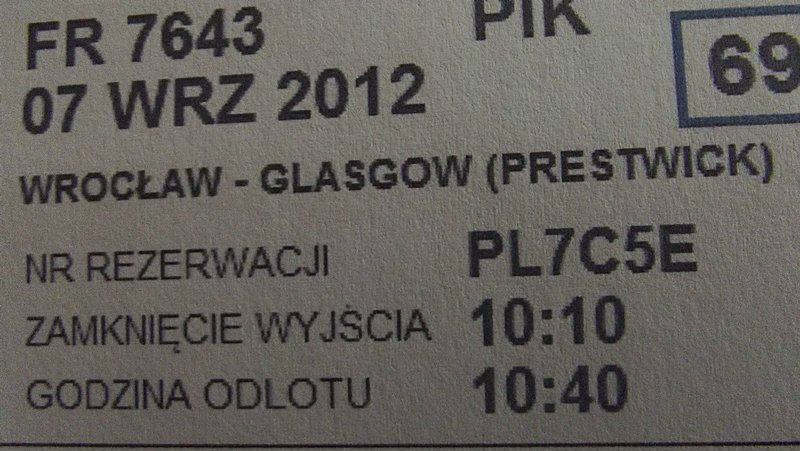 FR 7643 PIK 69
07 WRZ 2012
WROCŁAW - GLASGOW (PRESTWICK)
NR REZERWACJI PL7C5E
ZAMKNIĘCIE WYJŚCIA 10:10
GODZINA ODLOTU 10:40